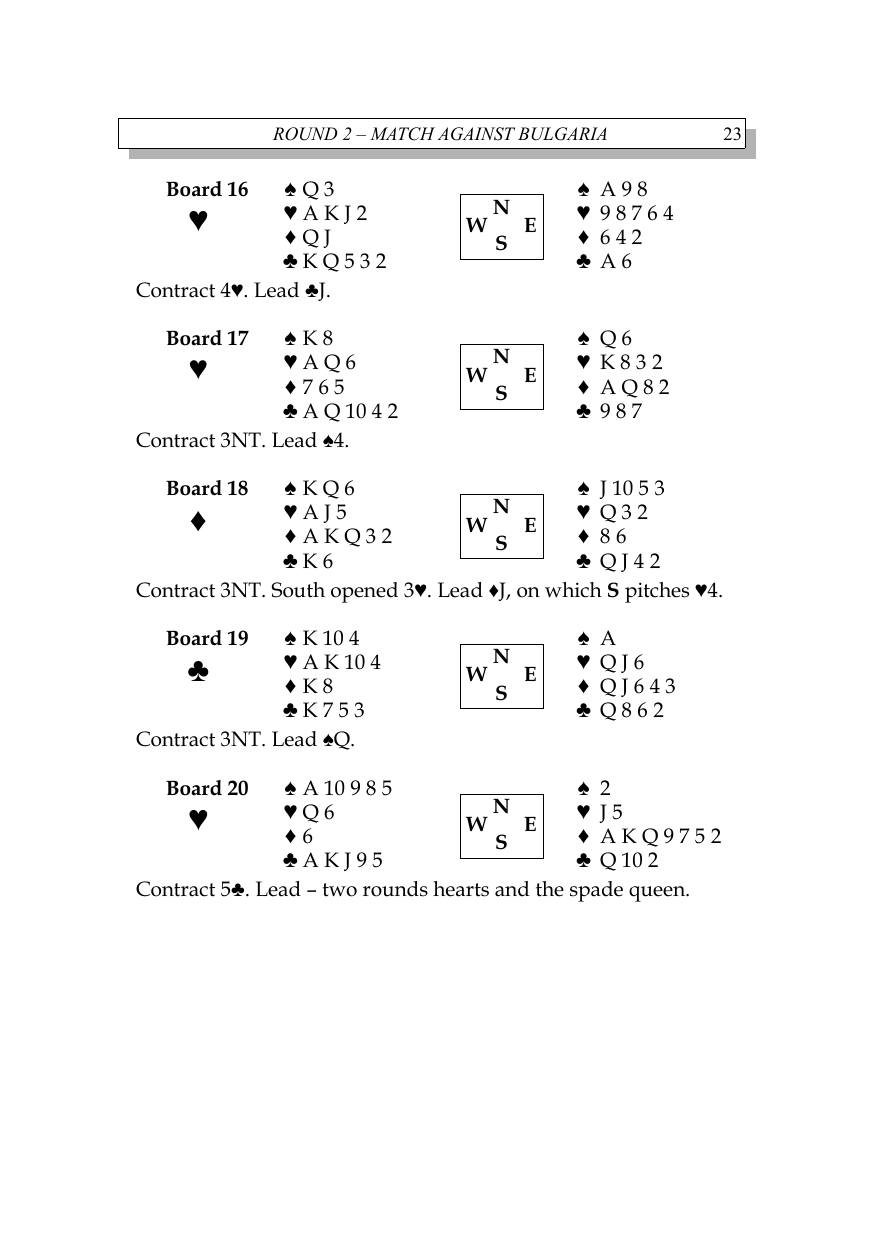 ROUND 2 – MATCH AGAINST BULGARIA 23
Board 16 ♠ Q 3 N ♠ A 9 8
♥ ♥ A K J 2 W E ♥ 9 8 7 6 4
♦ Q J S ♦ 6 4 2
♣ K Q 5 3 2 ♣ A 6
Contract 4♥. Lead ♣J.
Board 17 ♠ K 8 N ♠ Q 6
♥ ♥ A Q 6 W E ♥ K 8 3 2
♦ 7 6 5 S ♦ A Q 8 2
♣ A Q 10 4 2 ♣ 9 8 7
Contract 3NT. Lead ♠4.
Board 18 ♠ K Q 6 N ♠ J 10 5 3
♦ ♥ A J 5 W E ♥ Q 3 2
♦ A K Q 3 2 S ♦ 8 6
♣ K 6 ♣ Q J 4 2
Contract 3NT. South opened 3♥. Lead ♦J, on which S pitches ♥4.
Board 19 ♠ K 10 4 N ♠ A
♣ ♥ A K 10 4 W E ♥ Q J 6
♦ K 8 S ♦ Q J 6 4 3
♣ K 7 5 3 ♣ Q 8 6 2
Contract 3NT. Lead ♠Q.
Board 20 ♠ A 10 9 8 5 N ♠ 2
♥ ♥ Q 6 W E ♥ J 5
♦ 6 S ♦ A K Q 9 7 5 2
♣ A K J 9 5 ♣ Q 10 2
Contract 5♣. Lead – two rounds hearts and the spade queen.